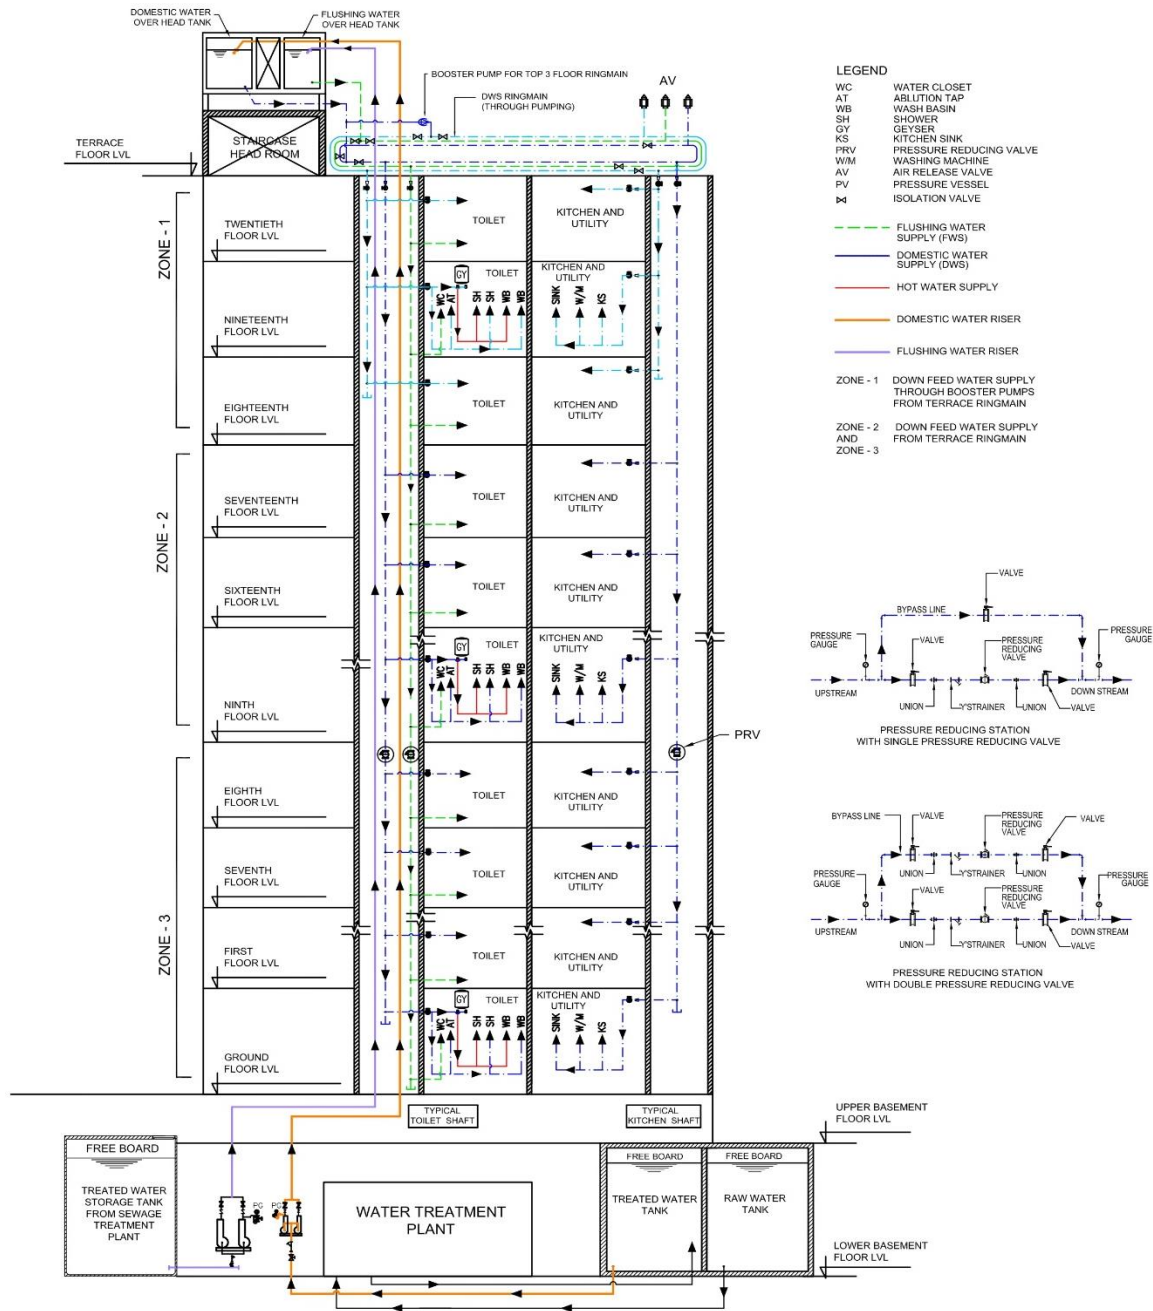 DOMESTIC WATER
OVER HEAD TANK
FLUSHING WATER
OVER HEAD TANK
BOOSTER PUMP FOR TOP 3 FLOOR RINGMAIN
DWS RINGMAIN
(THROUGH PUMPING)
AV
TERRACE
FLOOR LVL
STAIRCASE
HEAD ROOM
LEGEND
WC WATER CLOSET
AT ABLUTION TAP
WB WASH BASIN
SH SHOWER
GY GEYSER
KS KITCHEN SINK
PRV PRESSURE REDUCING VALVE
W/M WASHING MACHINE
AV AIR RELEASE VALVE
PV PRESSURE VESSEL
ISOLATION VALVE
FLUSHING WATER
SUPPLY (FWS)
DOMESTIC WATER
SUPPLY (DWS)
HOT WATER SUPPLY
DOMESTIC WATER RISER
FLUSHING WATER RISER
ZONE - 1 DOWN FEED WATER SUPPLY
THROUGH BOOSTER PUMPS
FROM TERRACE RINGMAIN
ZONE - 2 DOWN FEED WATER SUPPLY
AND FROM TERRACE RINGMAIN
ZONE - 3
ZONE - 1
TWENTIETH
FLOOR LVL
TOILET
KITCHEN AND
UTILITY
NINETEENTH
FLOOR LVL
GY
TOILET
KITCHEN AND
UTILITY
WC
AT
SH
SH
WB
WB
SINK
W/M
KS
EIGHTEENTH
FLOOR LVL
TOILET
KITCHEN AND
UTILITY
ZONE - 2
SEVENTEENTH
FLOOR LVL
TOILET
KITCHEN AND
UTILITY
SIXTEENTH
FLOOR LVL
TOILET
KITCHEN AND
UTILITY
NINTH
FLOOR LVL
GY
TOILET
KITCHEN AND
UTILITY
WC
AT
SH
SH
WB
WB
SINK
W/M
KS
PRV
ZONE - 3
EIGHTH
FLOOR LVL
TOILET
KITCHEN AND
UTILITY
SEVENTH
FLOOR LVL
TOILET
KITCHEN AND
UTILITY
FIRST
FLOOR LVL
TOILET
KITCHEN AND
UTILITY
GROUND
FLOOR LVL
GY
TOILET
KITCHEN AND
UTILITY
WC
AT
SH
SH
WB
WB
SINK
W/M
KS
VALVE
BYPASS LINE
PRESSURE
GAUGE
VALVE
PRESSURE
REDUCING
VALVE
PRESSURE
GAUGE
UPSTREAM
UNION
Y'STRAINER
UNION
VALVE
DOWN STREAM
PRESSURE REDUCING STATION
WITH SINGLE PRESSURE REDUCING VALVE
BYPASS LINE
VALVE
PRESSURE
REDUCING
VALVE
VALVE
UNION
Y'STRAINER
UNION
PRESSURE
GAUGE
VALVE
PRESSURE
REDUCING
VALVE
PRESSURE
GAUGE
UPSTREAM
UNION
Y'STRAINER
UNION
VALVE
DOWN STREAM
PRESSURE REDUCING STATION
WITH DOUBLE PRESSURE REDUCING VALVE
TYPICAL
TOILET SHAFT
TYPICAL
KITCHEN SHAFT
UPPER BASEMENT
FLOOR LVL
FREE BOARD
TREATED WATER
STORAGE TANK
FROM SEWAGE
TREATMENT
PLANT
PG
PG
WATER TREATMENT
PLANT
FREE BOARD
TREATED WATER
TANK
FREE BOARD
RAW WATER
TANK
LOWER BASEMENT
FLOOR LVL